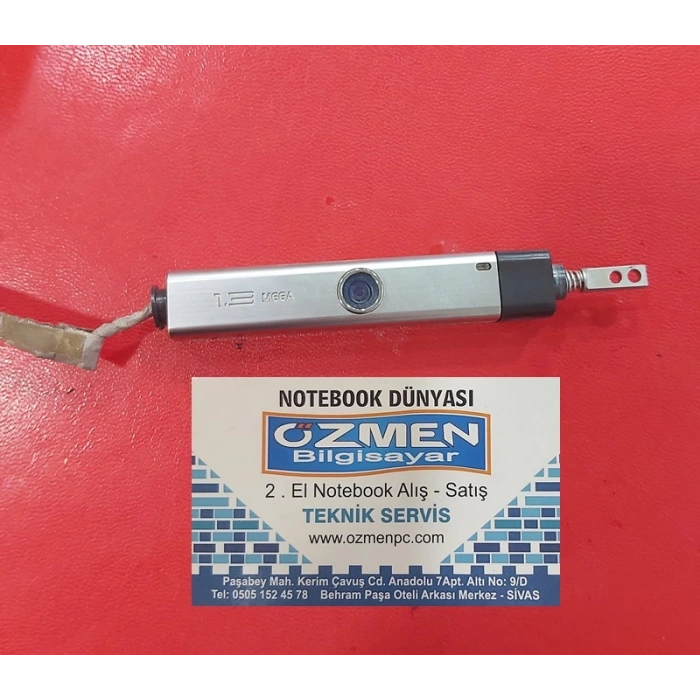 1.3 MEGA
NOTEBOOK DÜNYASI
ÖZMEN
Bilgisayar
2 . El Notebook Alış - Satış
TEKNİK SERVİS
www.ozmenpc.com
Paşabey Mah. Kerim Çavuş Cd. Anadolu 7Apt. Altı No: 9/D
Tel: 0505 152 45 78 Behram Paşa Oteli Arkası Merkez - SİVAS